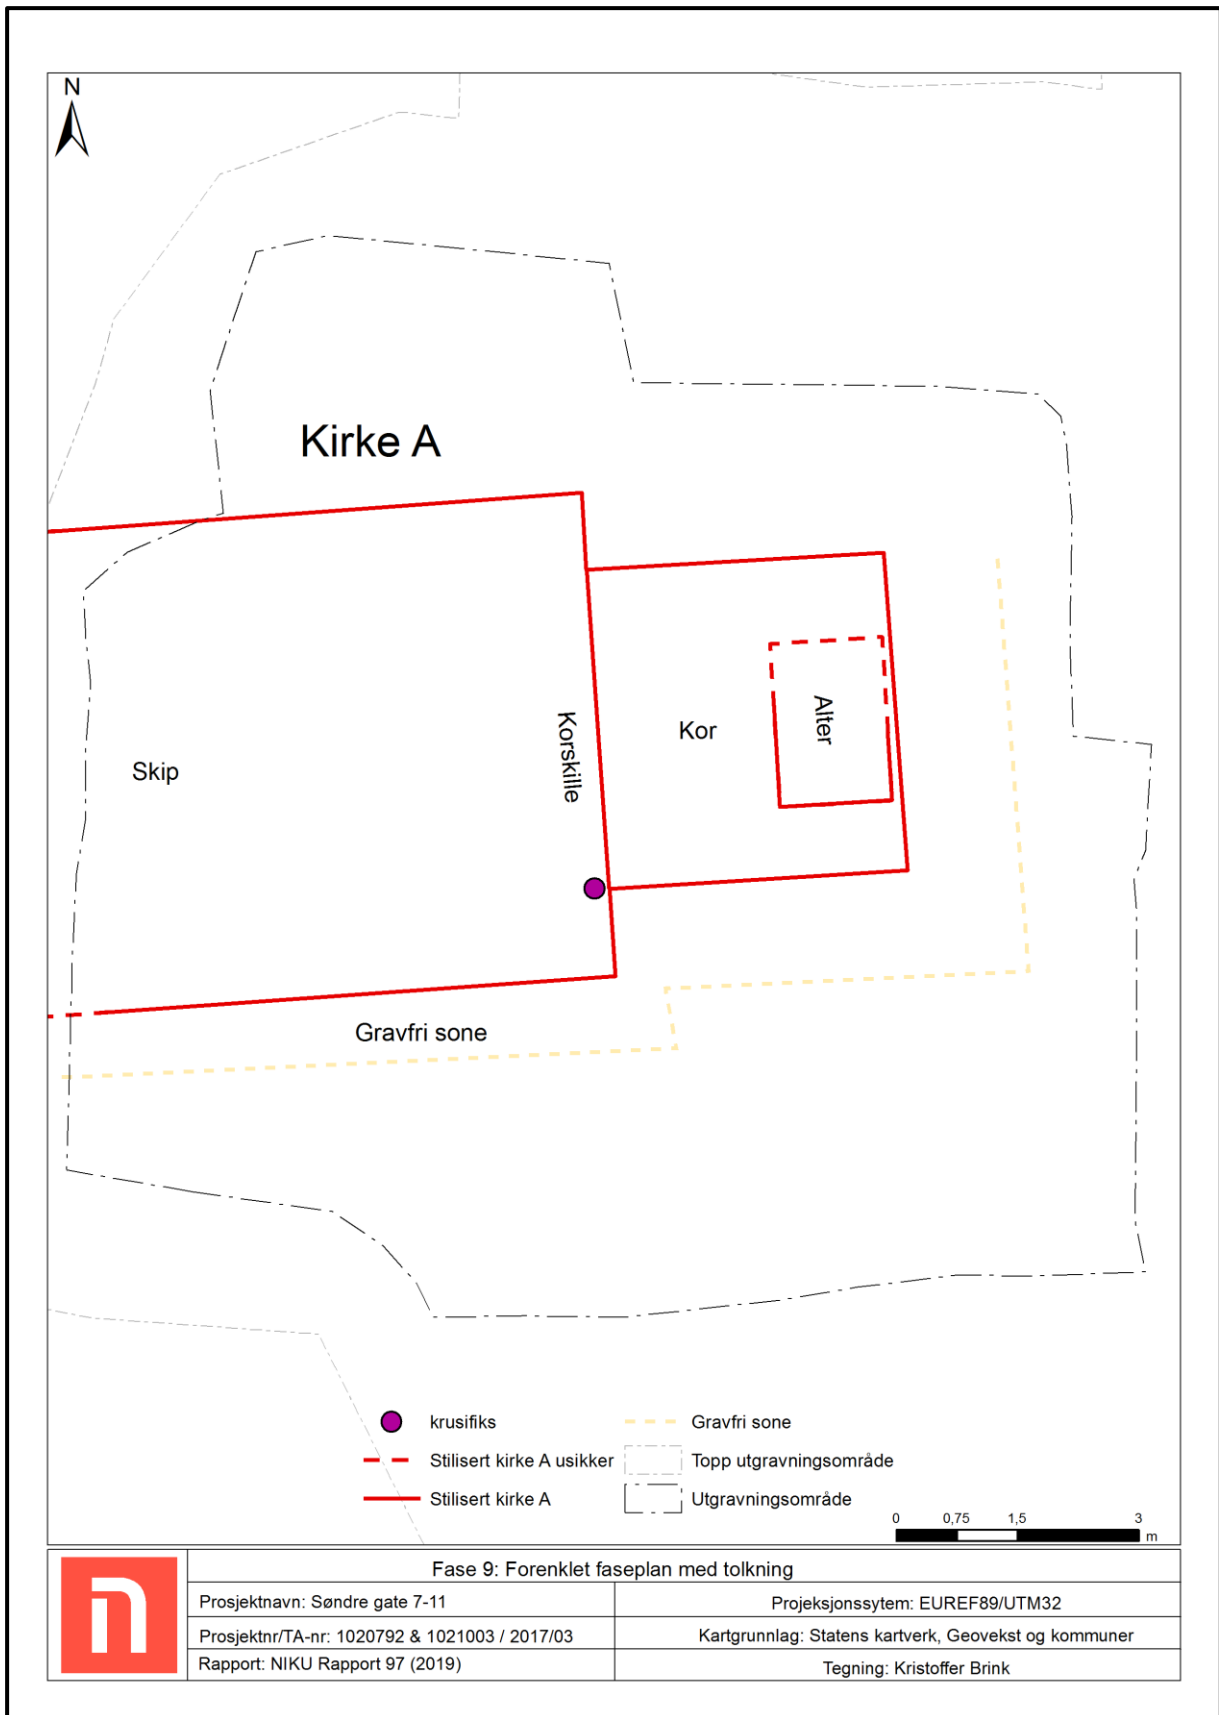 N
Kirke A
Skip
Korskille
Kor
Alter
Gravfri sone
krusifiks
Stilisert kirke A usikker
Stilisert kirke A
Gravfri sone
Topp utgravningsområde
Utgravningsområde
0 0,75 1,5 3
m
Fase 9: Forenklet faseplan med tolkning
Prosjektnavn: Søndre gate 7-11
Projeksjonssytem: EUREF89/UTM32
Prosjektnr/TA-nr: 1020792 & 1021003 / 2017/03
Kartgrunnlag: Statens kartverk, Geovekst og kommuner
Rapport: NIKU Rapport 97 (2019)
Tegning: Kristoffer Brink